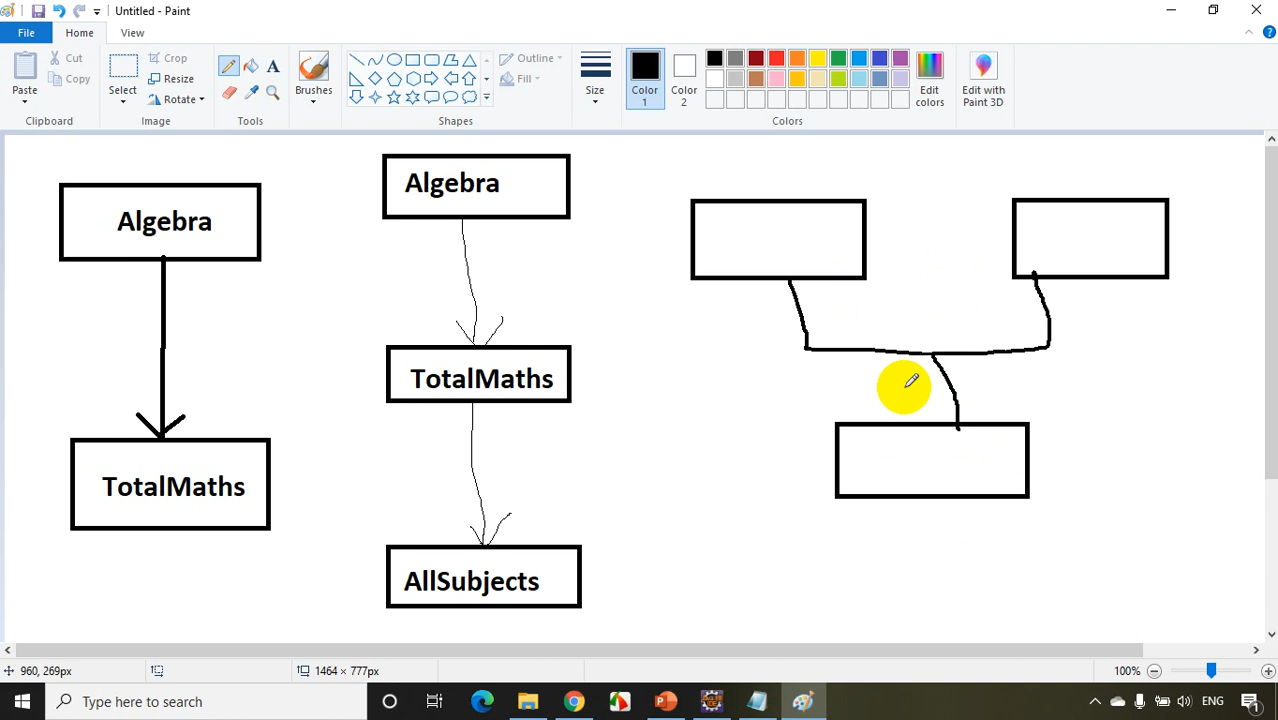 Untitled - Paint
File
Home
View
Paste
Cut
Copy
Clipboard
Select
Crop
Resize
Rotate
Image
Tools
Brushes
Shapes
Outline
Fill
Size
Color 1
Color 2
Colors
Edit colors
Edit with Paint 3D
Algebra
TotalMaths
Algebra
TotalMaths
AllSubjects
960, 269px
1464 × 777px
100%
Type here to search
ENG
1